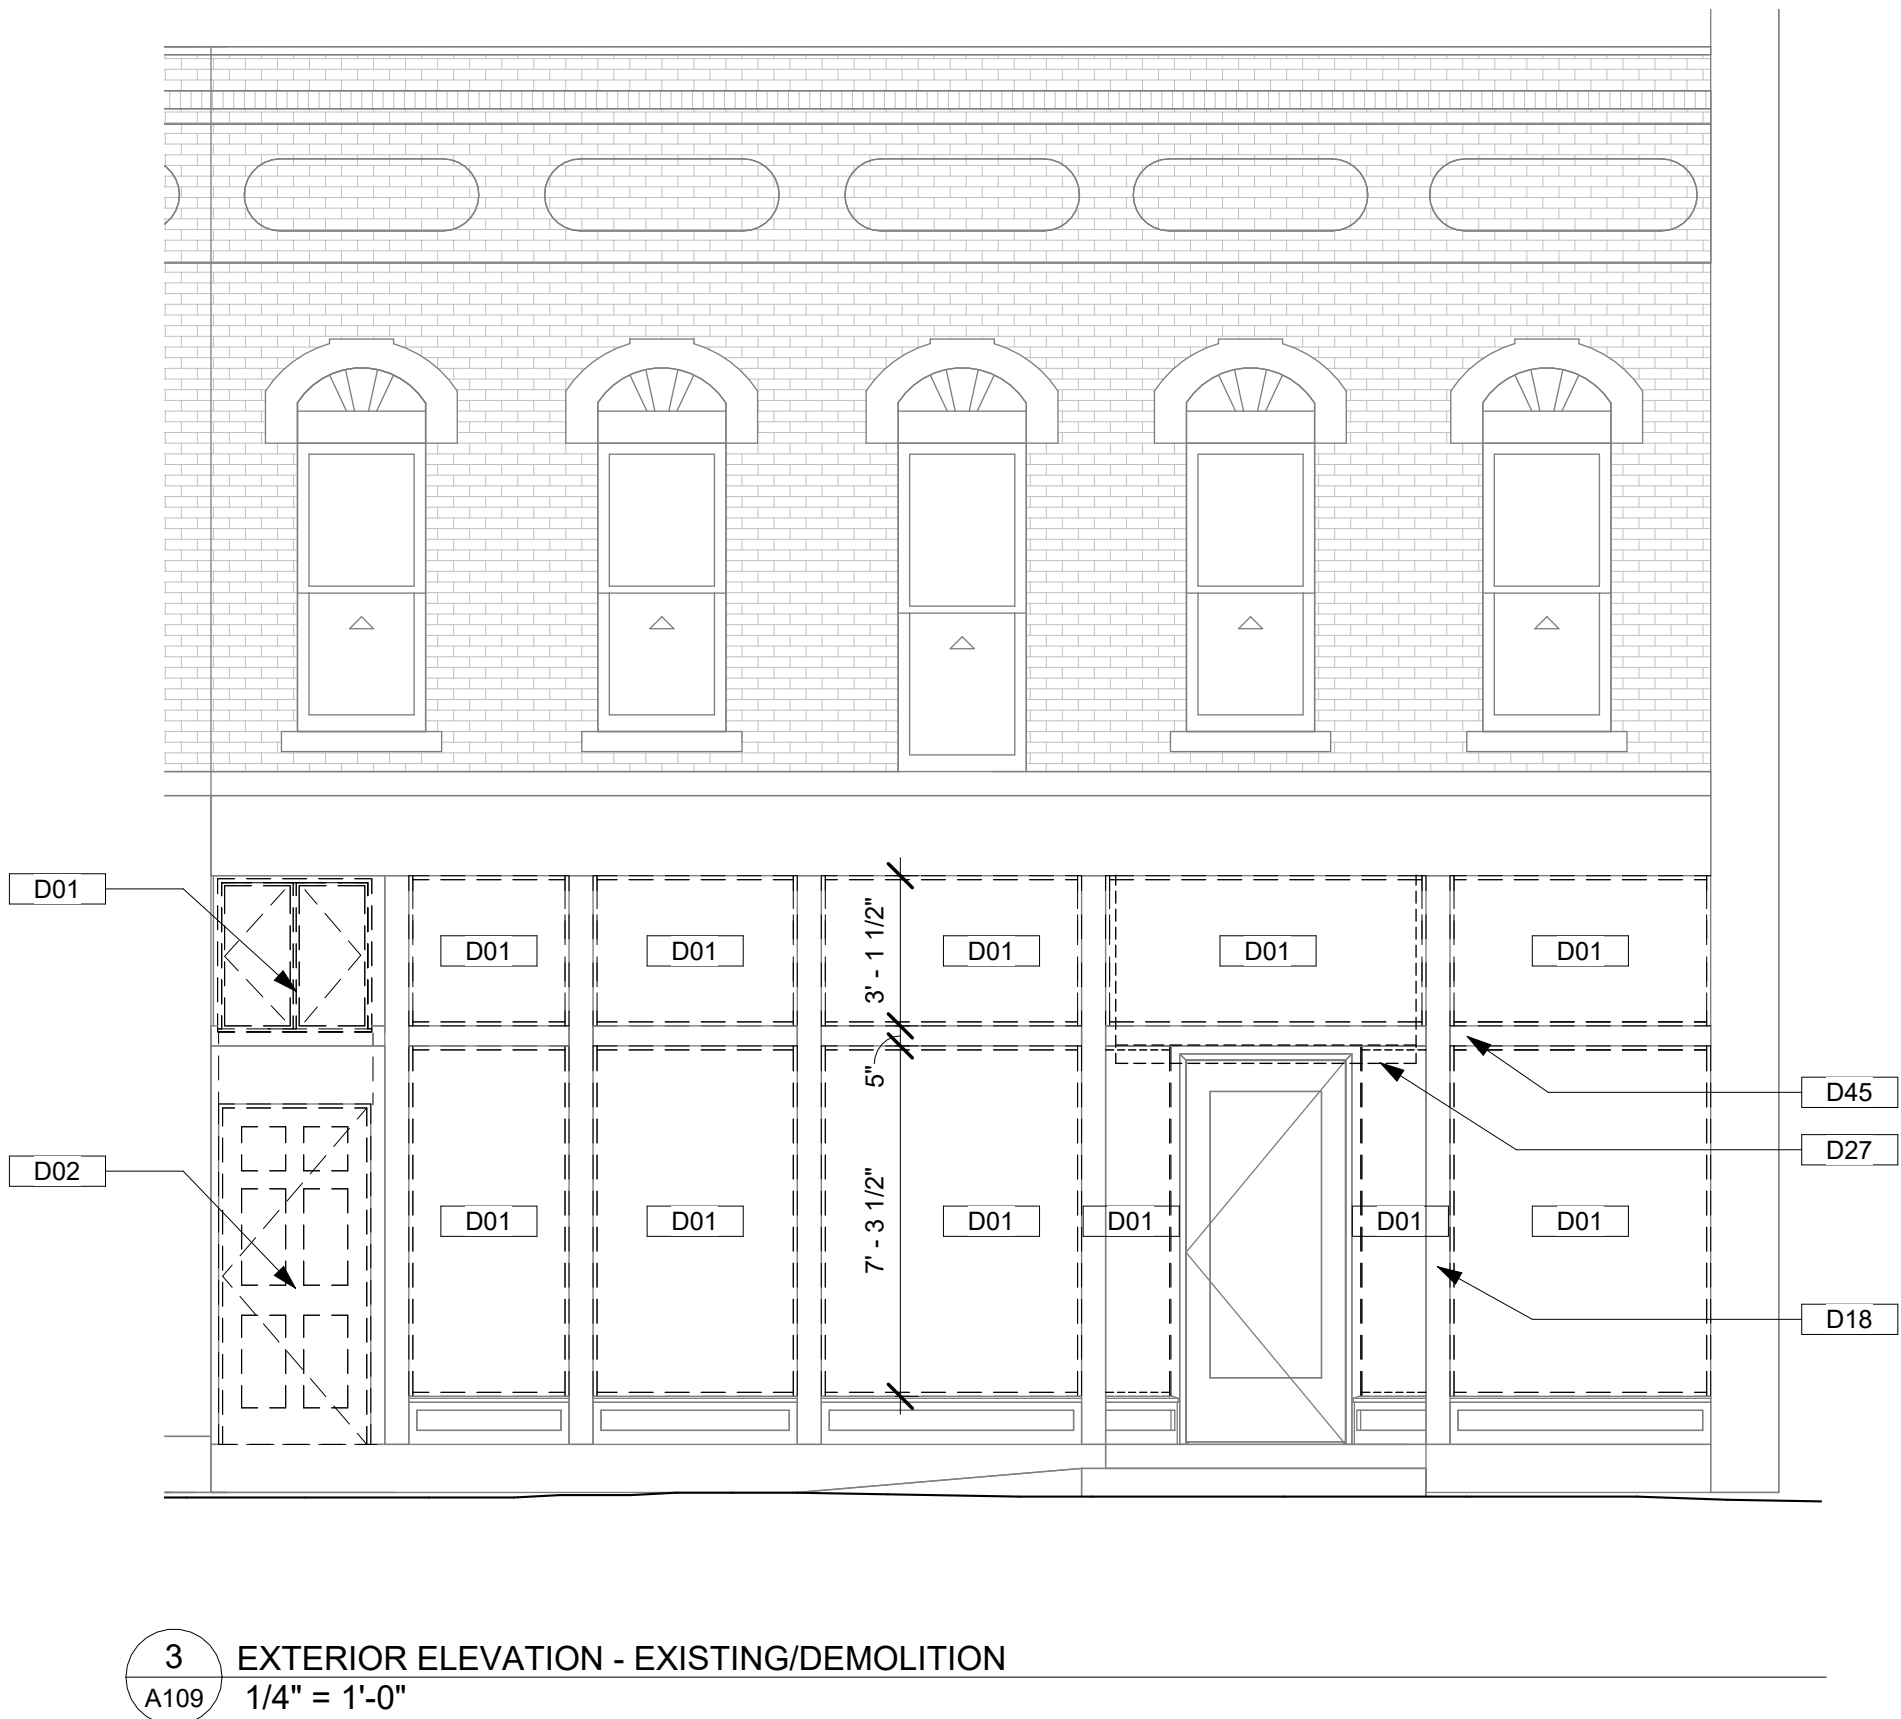 D01
D01
D01
D01
D01
D01
3' - 1 1/2"
5"
D45
D27
D02
D01
D01
D01
D01
D01
D01
7' - 3 1/2"
D18
3
A109
EXTERIOR ELEVATION - EXISTING/DEMOLITION
1/4" = 1'-0"